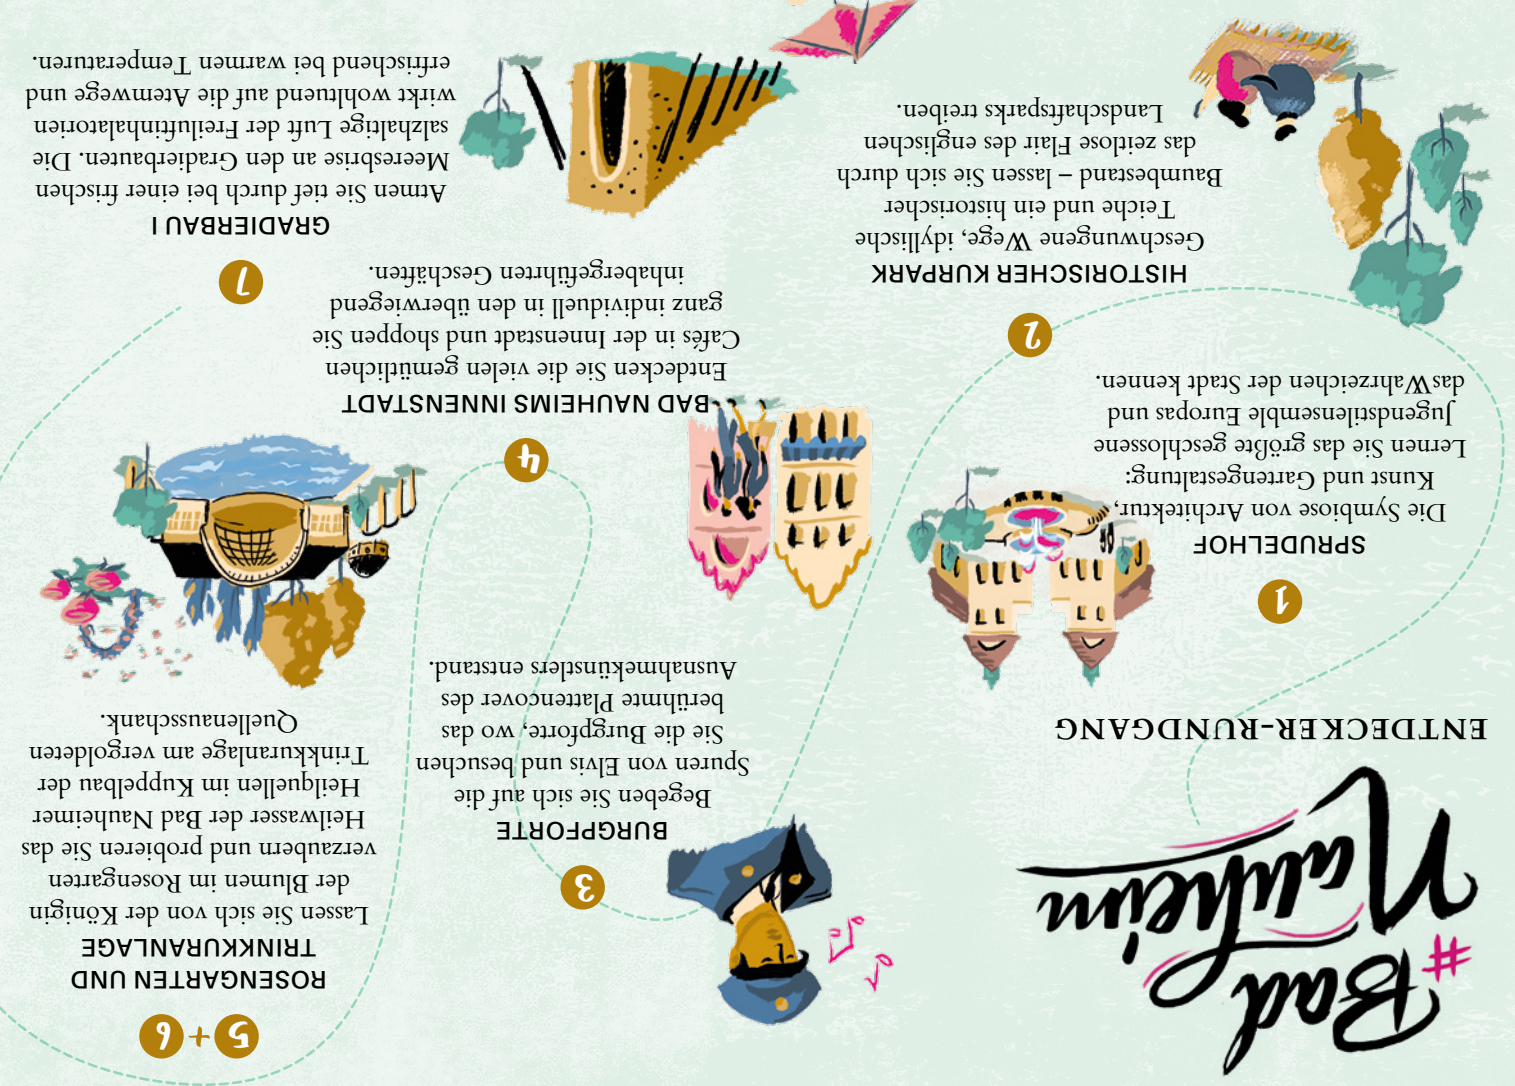 #Bad
Nauheim
ENTDECKER-RUNDGANG
1
SPRUDELHOF
Die Symbiose von Architektur,
Kunst und Gartengestaltung:
Lernen Sie das größte geschlossene
Jugendstilensemble Europas und
das Wahrzeichen der Stadt kennen.
2
HISTORISCHER KURPARK
Geschwungene Wege, idyllische
Teiche und ein historischer
Baumbestand – lassen Sie sich durch
das zeitlose Flair des englischen
Landschaftsparks treiben.
3
BURGPFORTE
Begeben Sie sich auf die
Spuren von Elvis und besuchen
Sie die Burgpforte, wo das
berühmte Plattencover des
Ausnahmekünstlers entstand.
4
BAD NAUHEIMS INNENSTADT
Entdecken Sie die vielen gemütlichen
Cafés in der Innenstadt und shoppen Sie
ganz individuell in den überwiegend
inhabergeführten Geschäften.
5+6
ROSENGARTEN UND
TRINKKURANLAGE
Lassen Sie sich von der Königin
der Blumen im Rosengarten
verzaubern und probieren Sie das
Heilwasser der Bad Nauheimer
Heilquellen im Kuppelbau der
Trinkkuranlage am vergoldeten
Quellenausschank.
7
GRADIERBAU I
Atmen Sie tief durch bei einer frischen
Meeresbrise an den Gradierbauten. Die
salzhaltige Luft der Freiluftinhalatorien
wirkt wohltuend auf die Atemwege und
erfrischend bei warmen Temperaturen.